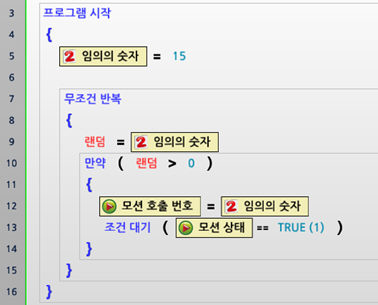 3 프로그램 시작
4 {
5 2 임의의 숫자 = 15
6
7 무조건 반복
8 {
9 랜덤 = 2 임의의 숫자
10 만약 ( 랜덤 > 0 )
11 {
12 모션 호출 번호 = 2 임의의 숫자
13 조건 대기 ( 모션 상태 == TRUE (1) )
14 }
15 }
16 }